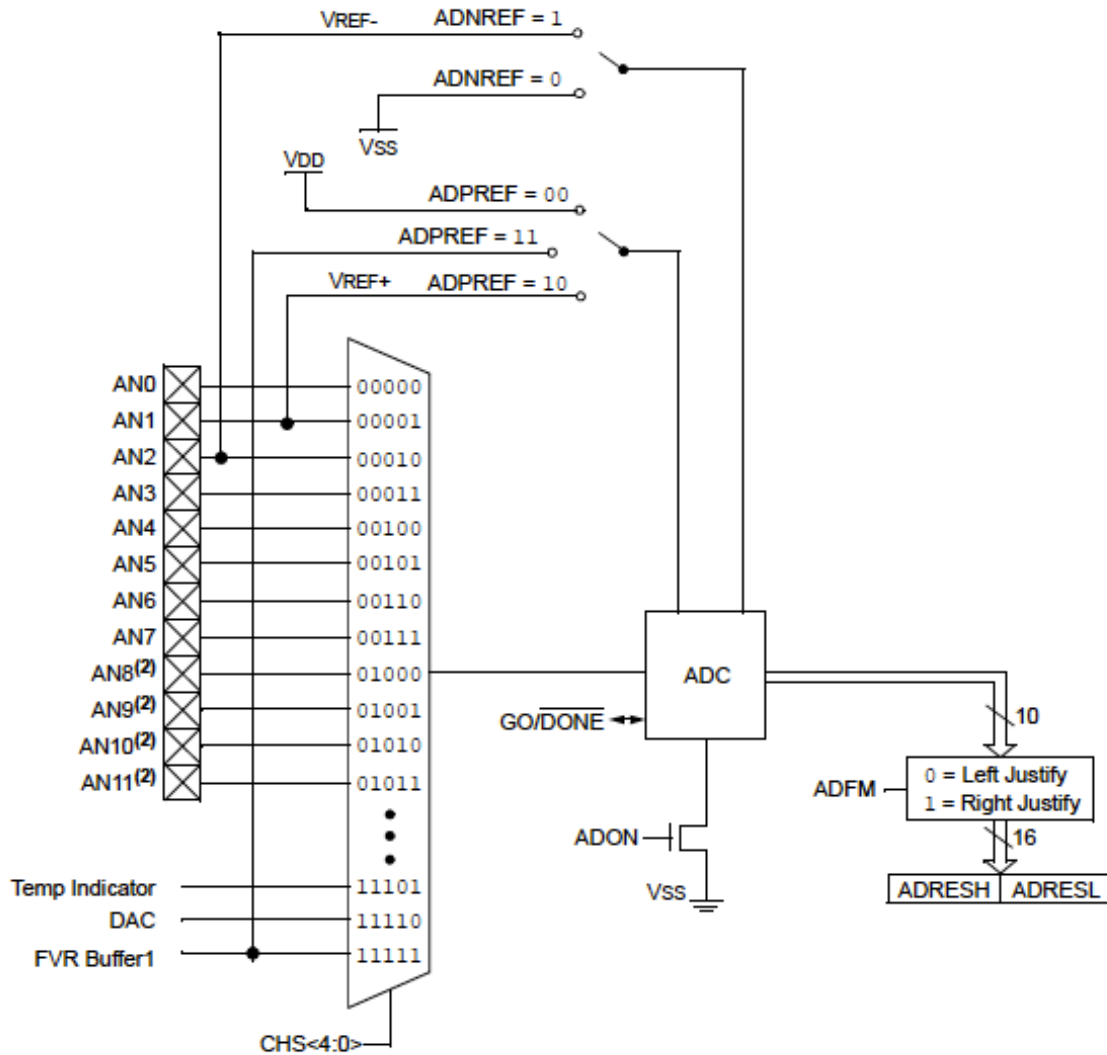 VREF- ADNREF = 1
ADNREF = 0
VSS
VDD
ADPREF = 00
ADPREF = 11
VREF+ ADPREF = 10
AN0 00000
AN1 00001
AN2 00010
AN3 00011
AN4 00100
AN5 00101
AN6 00110
AN7 00111
AN8(2) 01000
AN9(2) 01001
AN10(2) 01010
AN11(2) 01011
ADC
GO/DONE
10
ADFM
0 = Left Justify
1 = Right Justify
ADON
16
Temp Indicator 11101
DAC 11110
FVR Buffer1 11111
VSS
ADRESH ADRESL
CHS<4:0>